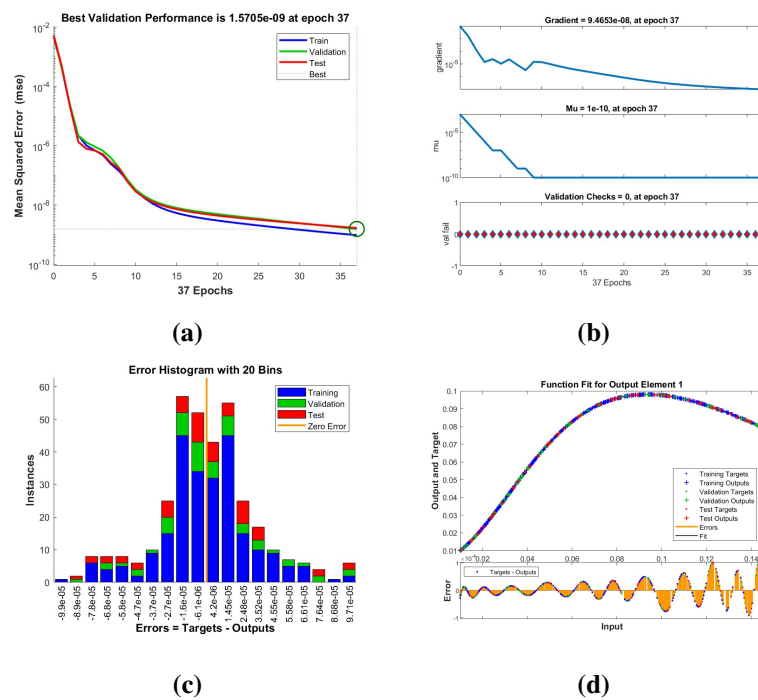 Best Validation Performance is 1.5705e-09 at epoch 37
Mean Squared Error (mse)
10^-2
10^-4
10^-6
10^-8
10^-10
Train
Validation
Test
Best
0 5 10 15 20 25 30 35
37 Epochs
(a)
Gradient = 9.4653e-08, at epoch 37
gradient
10^-5
Mu = 1e-10, at epoch 37
mu
10^-5
10^-10
Validation Checks = 0, at epoch 37
val fail
1
0
-1
0 5 10 15 20 25 30 35
37 Epochs
(b)
Error Histogram with 20 Bins
Instances
60
50
40
30
20
10
0
Training
Validation
Test
Zero Error
-9.9e-05
-8.9e-05
-7.8e-05
-6.8e-05
-5.8e-05
-4.7e-05
-3.7e-05
-2.7e-05
-1.6e-05
-6.1e-06
4.2e-06
1.45e-05
2.48e-05
3.52e-05
4.55e-05
5.58e-05
6.61e-05
7.64e-05
8.68e-05
9.71e-05
Errors = Targets - Outputs
(c)
Function Fit for Output Element 1
Output and Target
0.1
0.09
0.08
0.07
0.06
0.05
0.04
0.03
0.02
0.01
Training Targets
Training Outputs
Validation Targets
Validation Outputs
Test Targets
Test Outputs
Errors
Fit
0.02 0.04 0.06 0.08 0.1 0.12 0.14
Error
1
0
-1
Targets - Outputs
Input
(d)